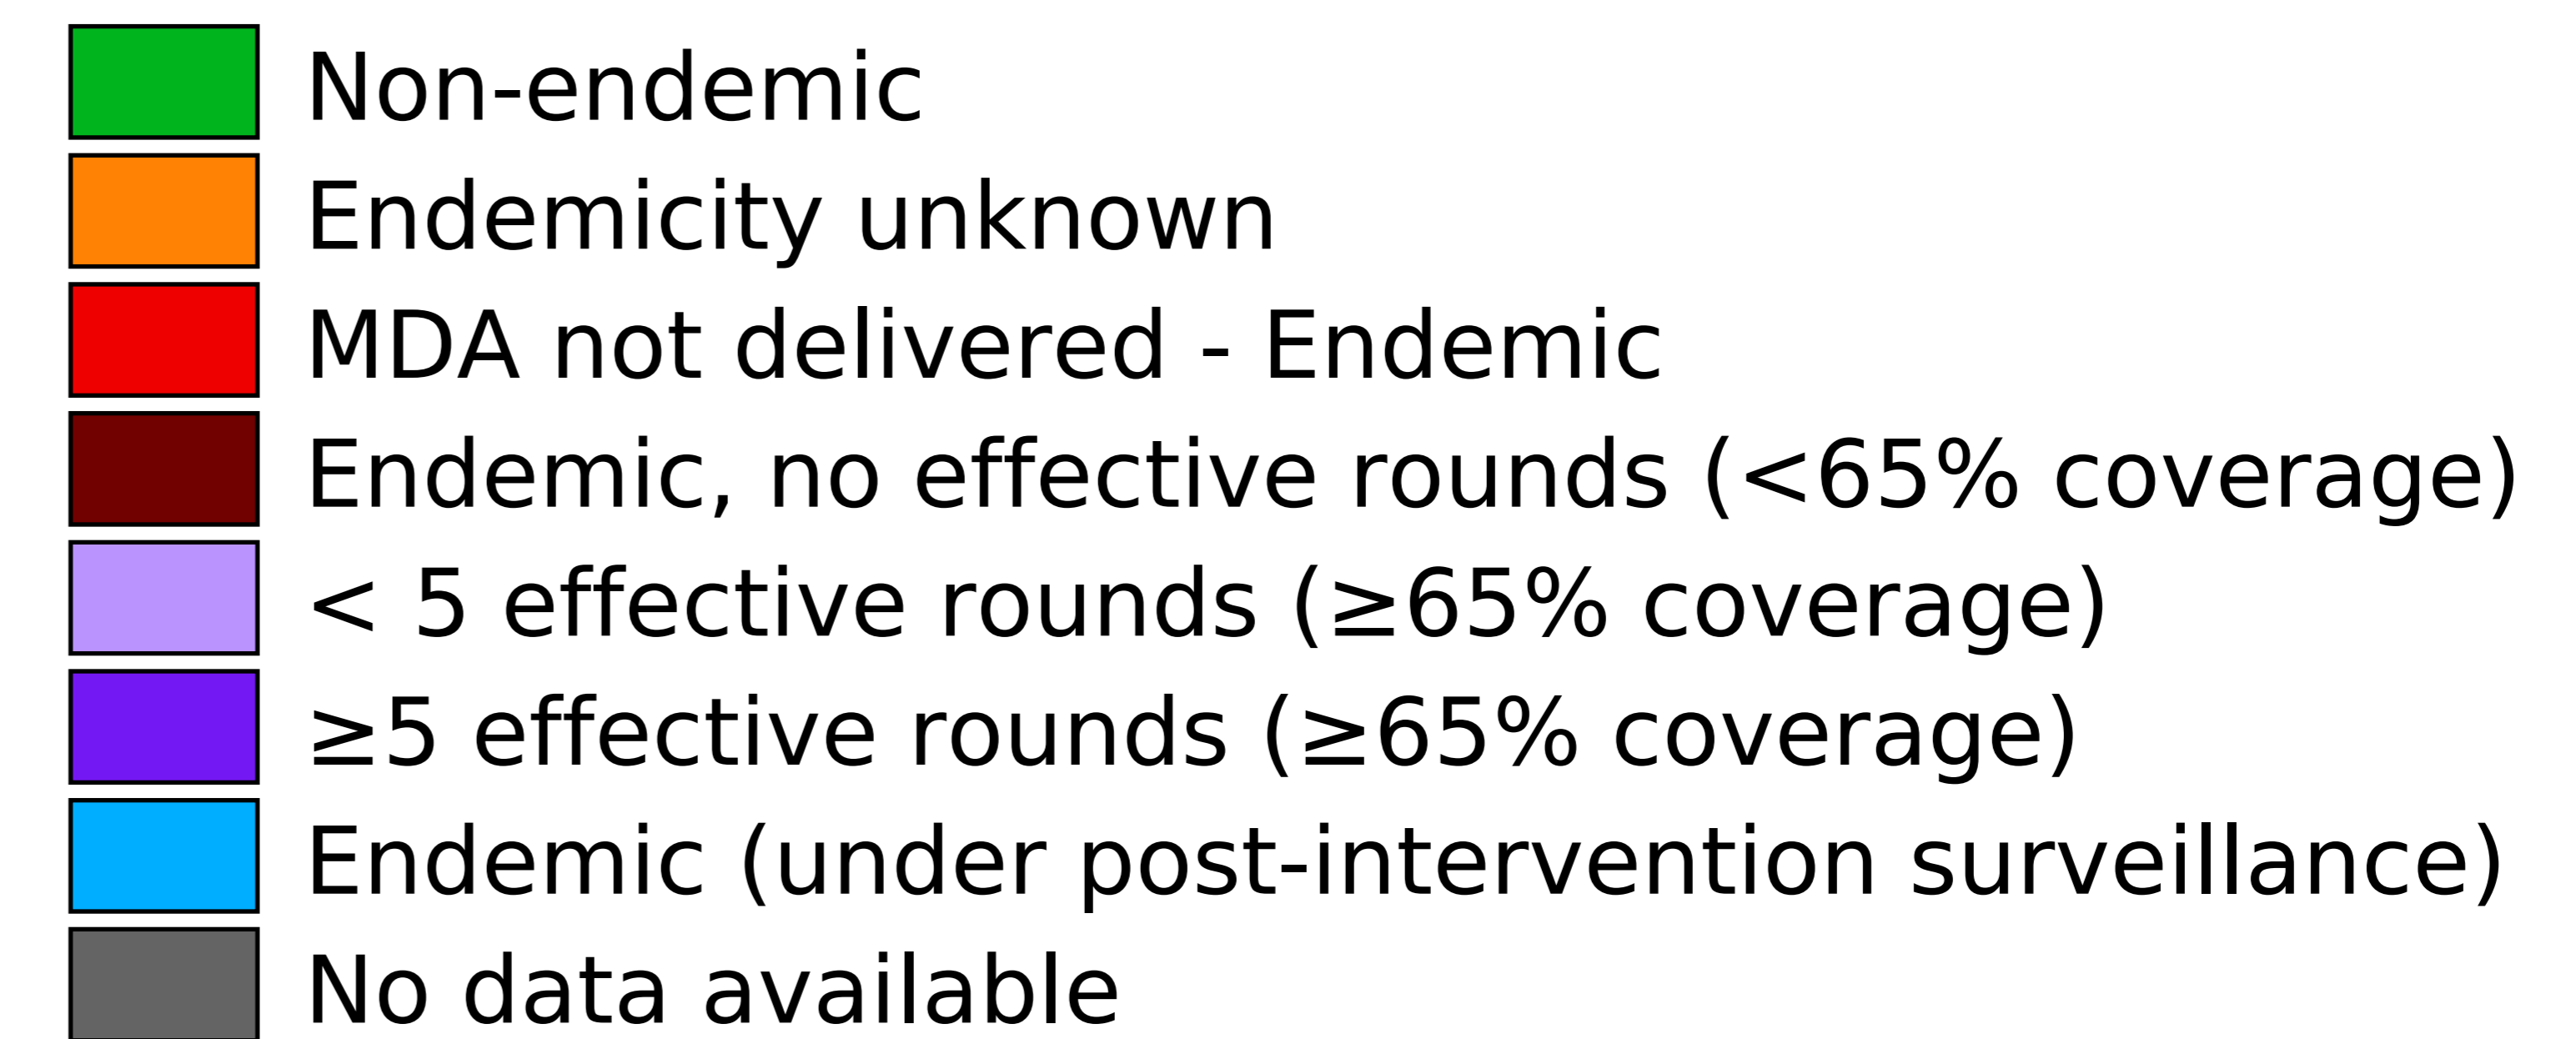 Non-endemic
Endemicity unknown
MDA not delivered - Endemic
Endemic, no effective rounds (<65% coverage)
< 5 effective rounds (≥65% coverage)
≥5 effective rounds (≥65% coverage)
Endemic (under post-intervention surveillance)
No data available